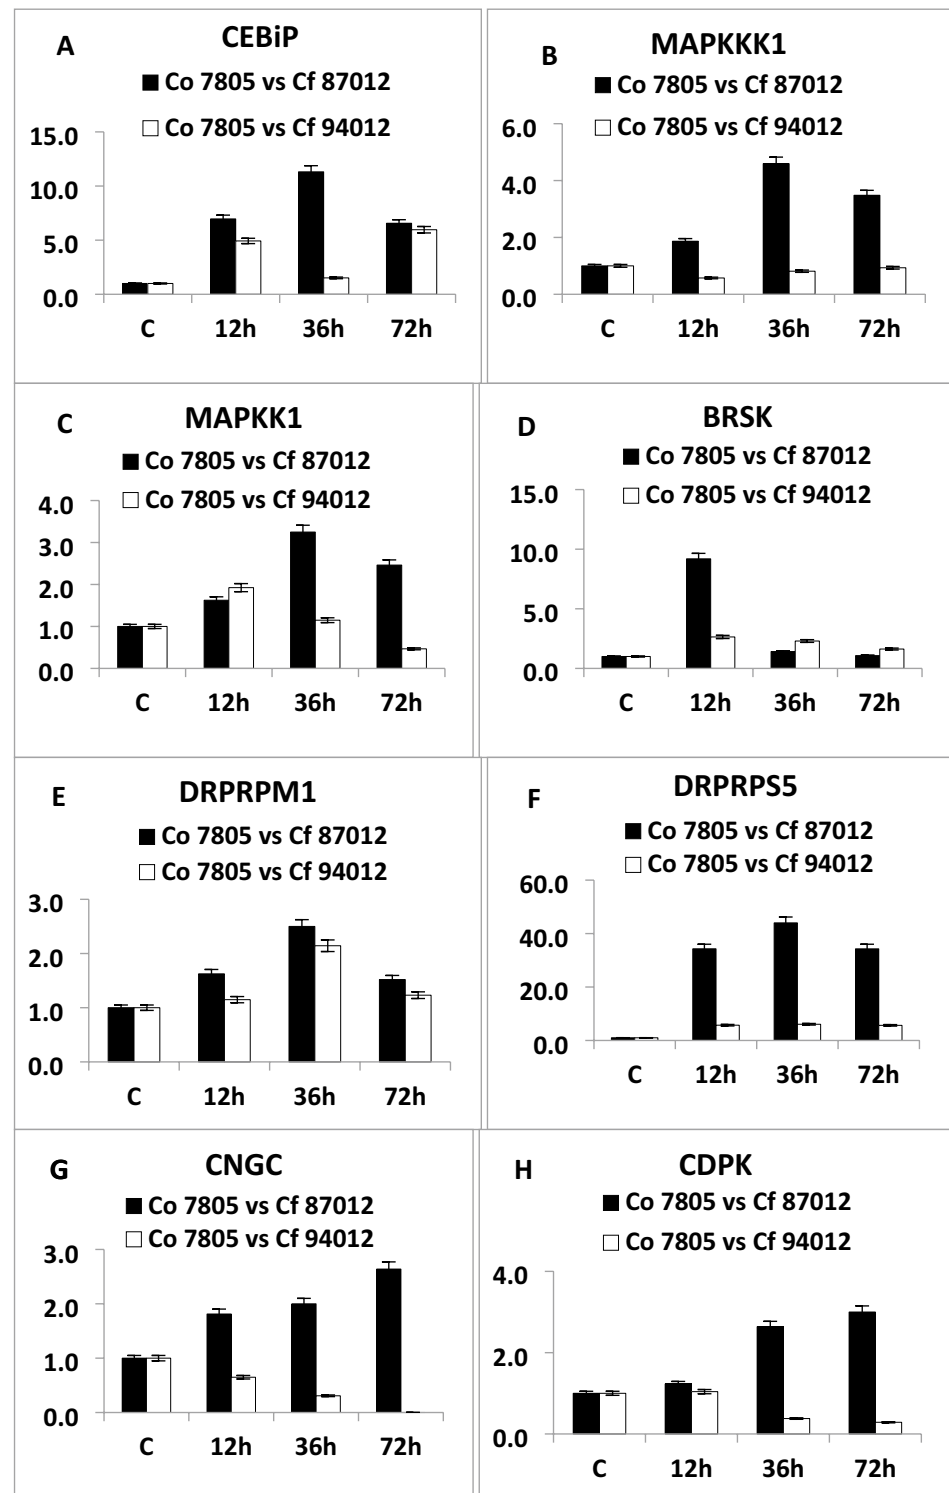 A
CEBiP
Co 7805 vs Cf 87012
Co 7805 vs Cf 94012
15.0
10.0
5.0
0.0
C 12h 36h 72h
B
MAPKKK1
Co 7805 vs Cf 87012
Co 7805 vs Cf 94012
6.0
4.0
2.0
0.0
C 12h 36h 72h
C
MAPKK1
Co 7805 vs Cf 87012
Co 7805 vs Cf 94012
4.0
3.0
2.0
1.0
0.0
C 12h 36h 72h
D
BRSK
Co 7805 vs Cf 87012
Co 7805 vs Cf 94012
15.0
10.0
5.0
0.0
C 12h 36h 72h
E
DRPRPM1
Co 7805 vs Cf 87012
Co 7805 vs Cf 94012
3.0
2.0
1.0
0.0
C 12h 36h 72h
F
DRPRPS5
Co 7805 vs Cf 87012
Co 7805 vs Cf 94012
60.0
40.0
20.0
0.0
C 12h 36h 72h
G
CNGC
Co 7805 vs Cf 87012
Co 7805 vs Cf 94012
3.0
2.0
1.0
0.0
C 12h 36h 72h
H
CDPK
Co 7805 vs Cf 87012
Co 7805 vs Cf 94012
4.0
2.0
0.0
C 12h 36h 72h